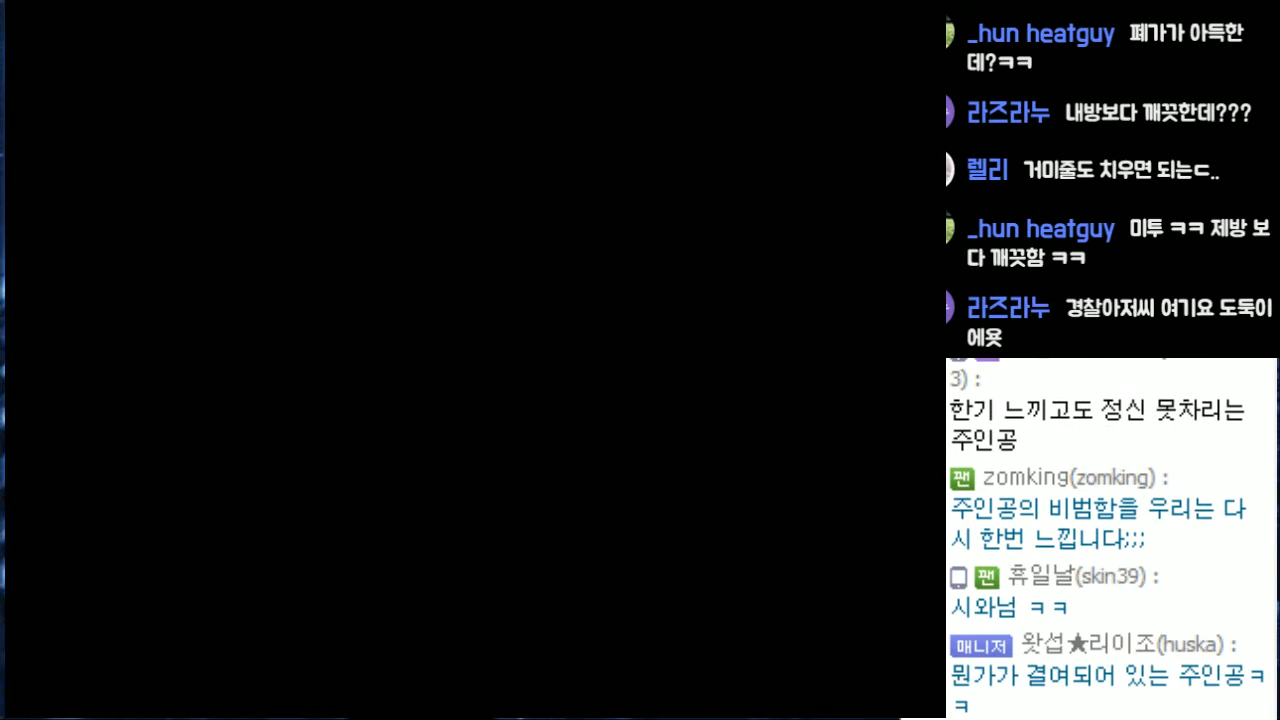 _hun heatguy 폐가가 아득한
데?ㅋㅋ
라즈라누 내방보다 깨끗한데???
렐리 거미줄도 치우면 되는ㄷ..
_hun heatguy 미투 ㅋㅋ 제방 보
다 깨끗함 ㅋㅋ
라즈라누 경찰아저씨 여기요 도둑이
에욧
3) :
한기 느끼고도 정신 못차리는
주인공
팬 zomking(zomking) :
주인공의 비범함을 우리는 다
시 한번 느낍니다;;;
팬 휴일날(skin39) :
시와넘 ㅋㅋ
매니저 왓섭★리이조(huska) :
뭔가가 결여되어 있는 주인공ㅋ
ㅋ